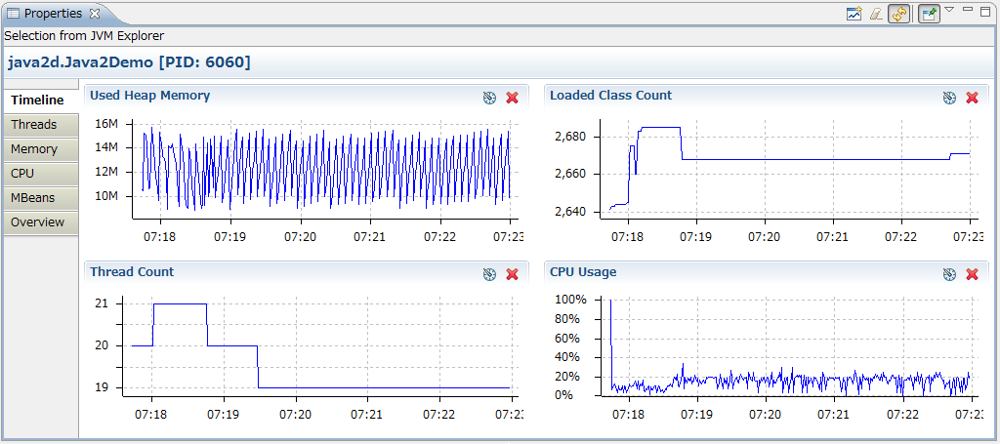 Properties
Selection from JVM Explorer
java2d.Java2Demo [PID: 6060]
Timeline
Threads
Memory
CPU
MBeans
Overview
Used Heap Memory
16M
14M
12M
10M
07:18 07:19 07:20 07:21 07:22 07:23
Loaded Class Count
2,680
2,660
2,640
07:18 07:19 07:20 07:21 07:22 07:23
Thread Count
21
20
19
07:18 07:19 07:20 07:21 07:22 07:23
CPU Usage
100%
80%
60%
40%
20%
0%
07:18 07:19 07:20 07:21 07:22 07:23